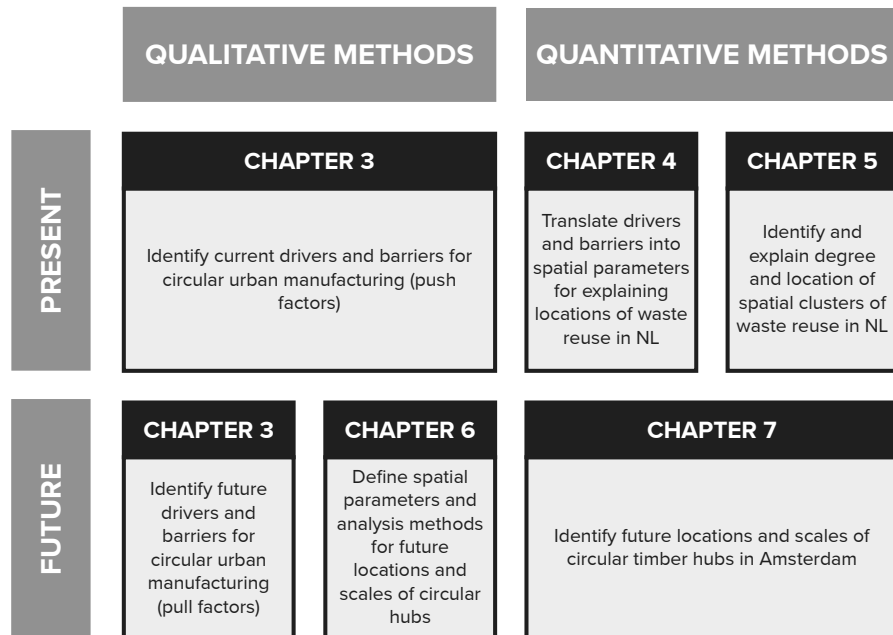 QUALITATIVE METHODS
QUANTITATIVE METHODS
PRESENT
CHAPTER 3
Identify current drivers and barriers for
circular urban manufacturing (push
factors)
CHAPTER 4
Translate drivers
and barriers into
spatial parameters
for explaining
locations of waste
reuse in NL
CHAPTER 5
Identify and
explain degree
and location of
spatial clusters of
waste reuse in NL
FUTURE
CHAPTER 3
Identify future
drivers and
barriers for
circular urban
manufacturing
(pull factors)
CHAPTER 6
Define spatial
parameters and
analysis methods
for future
locations and
scales of circular
hubs
CHAPTER 7
Identify future locations and scales of
circular timber hubs in Amsterdam